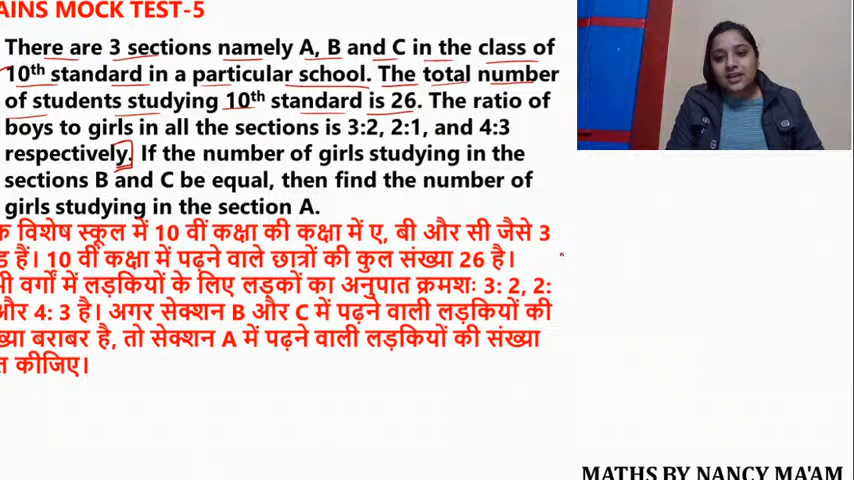 AINS MOCK TEST-5
There are 3 sections namely A, B and C in the class of
10th standard in a particular school. The total number
of students studying 10th standard is 26. The ratio of
boys to girls in all the sections is 3:2, 2:1, and 4:3
respectively. If the number of girls studying in the
sections B and C be equal, then find the number of
girls studying in the section A.
क विशेष स्कूल में 10 वीं कक्षा की कक्षा में ए, बी और सी जैसे 3
ड हैं। 10 वीं कक्षा में पढ़ने वाले छात्रों की कुल संख्या 26 है।
भी वर्गों में लड़कियों के लिए लड़कों का अनुपात क्रमशः 3: 2, 2:
और 4: 3 है। अगर सेक्शन B और C में पढ़ने वाली लड़कियों की
ख्या बराबर है, तो सेक्शन A में पढ़ने वाली लड़कियों की संख्या
त कीजिए।
MATHS BY NANCY MA'AM